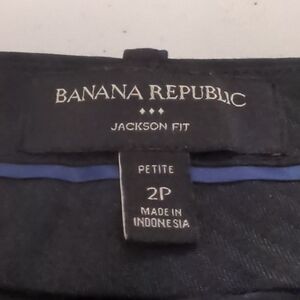 BANANA REPUBLIC
JACKSON FIT
PETITE
2P
MADE IN
INDONESIA